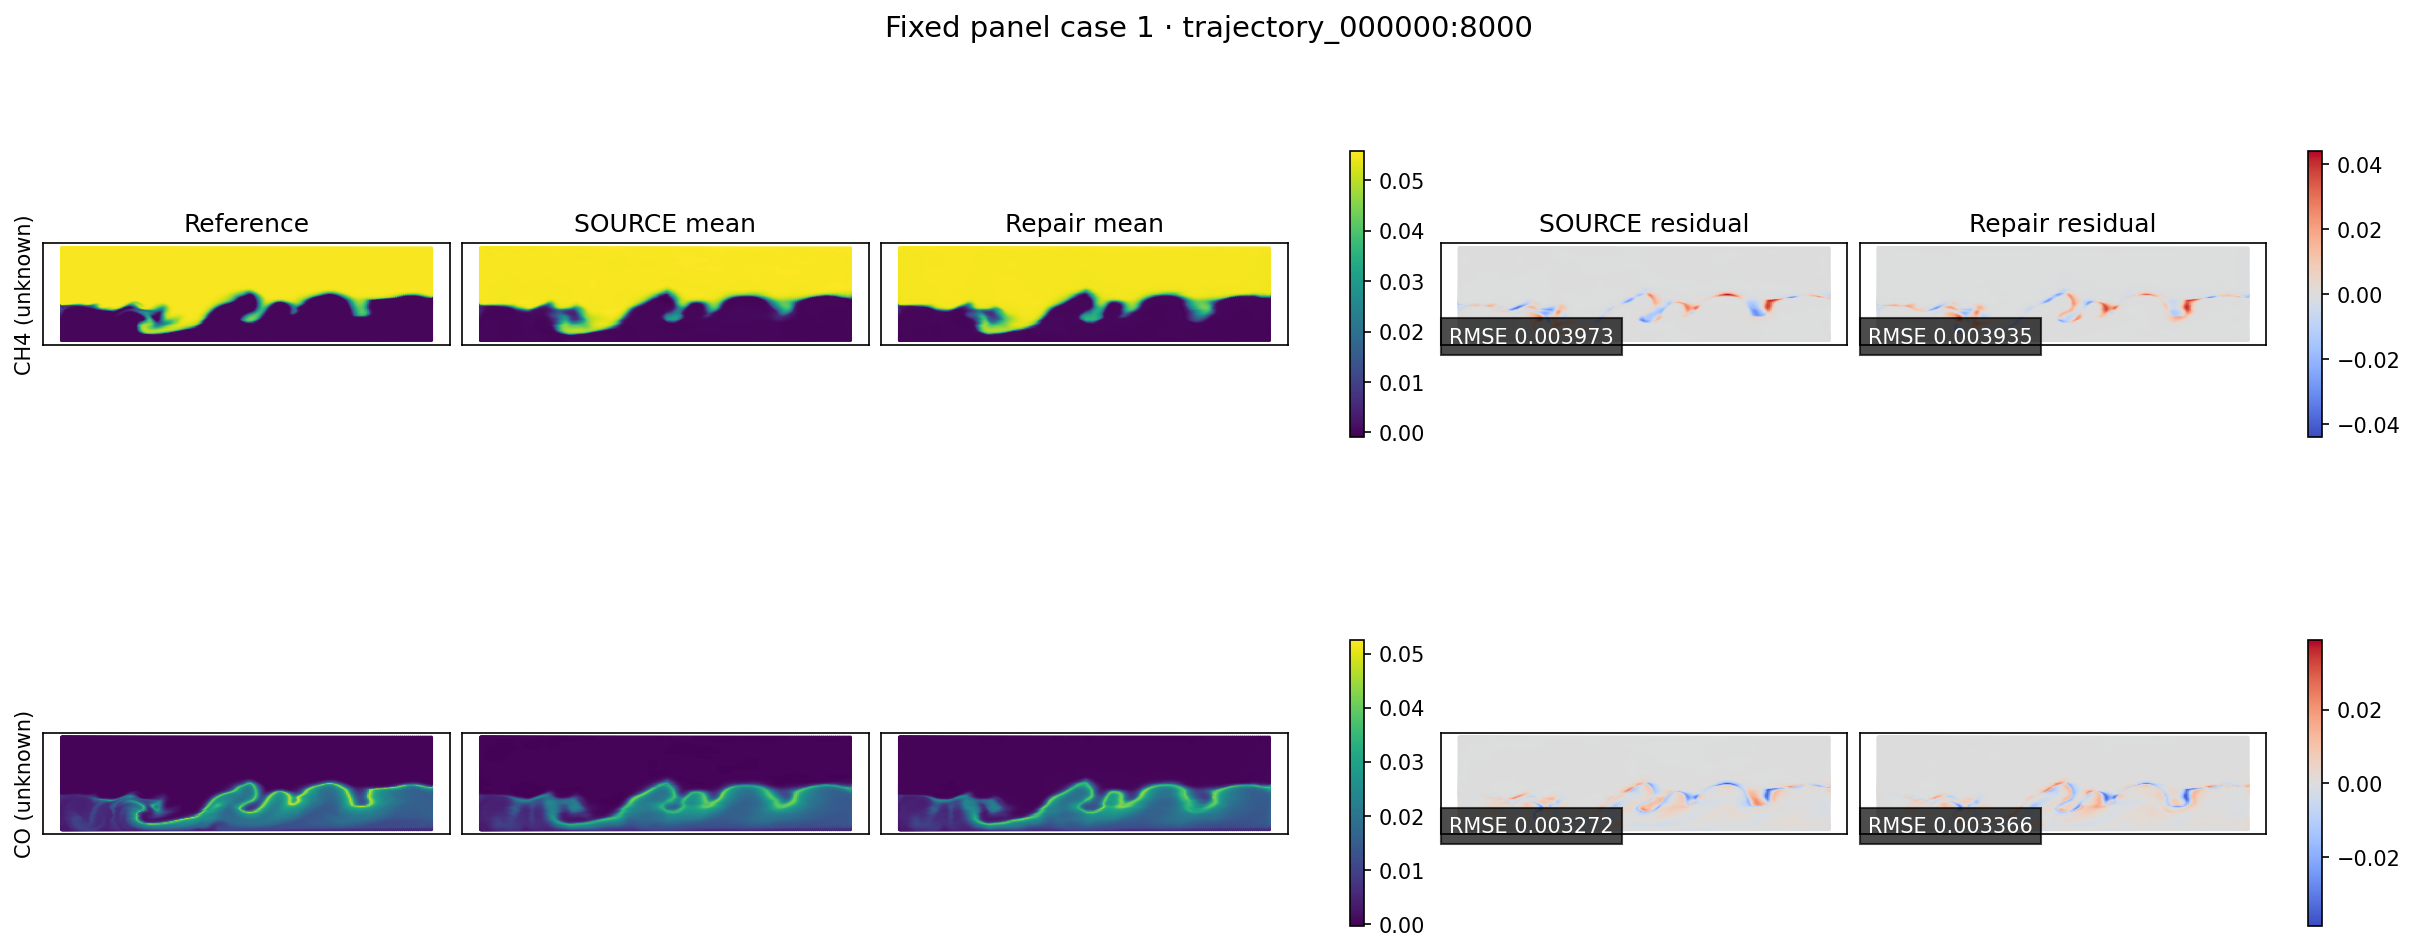 Fixed panel case 1 · trajectory_000000:8000
Reference
SOURCE mean
Repair mean
SOURCE residual
Repair residual
CH4 (unknown)
0.05
0.04
0.03
0.02
0.01
0.00
RMSE 0.003973
RMSE 0.003935
0.04
0.02
0.00
−0.02
−0.04
CO (unknown)
0.05
0.04
0.03
0.02
0.01
0.00
RMSE 0.003272
RMSE 0.003366
0.02
0.00
−0.02